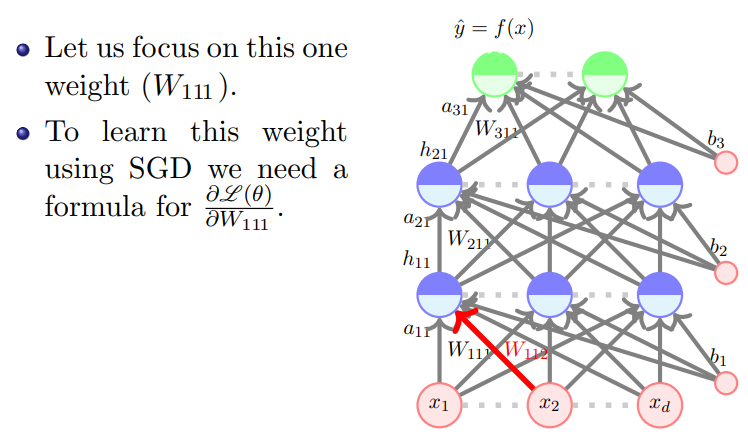 Let us focus on this one
weight (W₁₁₁).
To learn this weight
using SGD we need a
formula for ∂ℒ(θ)/∂W₁₁₁.
ŷ = f(x)
a₃₁
W₃₁₁
b₃
h₂₁
a₂₁
W₂₁₁
b₂
h₁₁
a₁₁
W₁₁₁
W₁₁₂
b₁
x₁
x₂
x_d